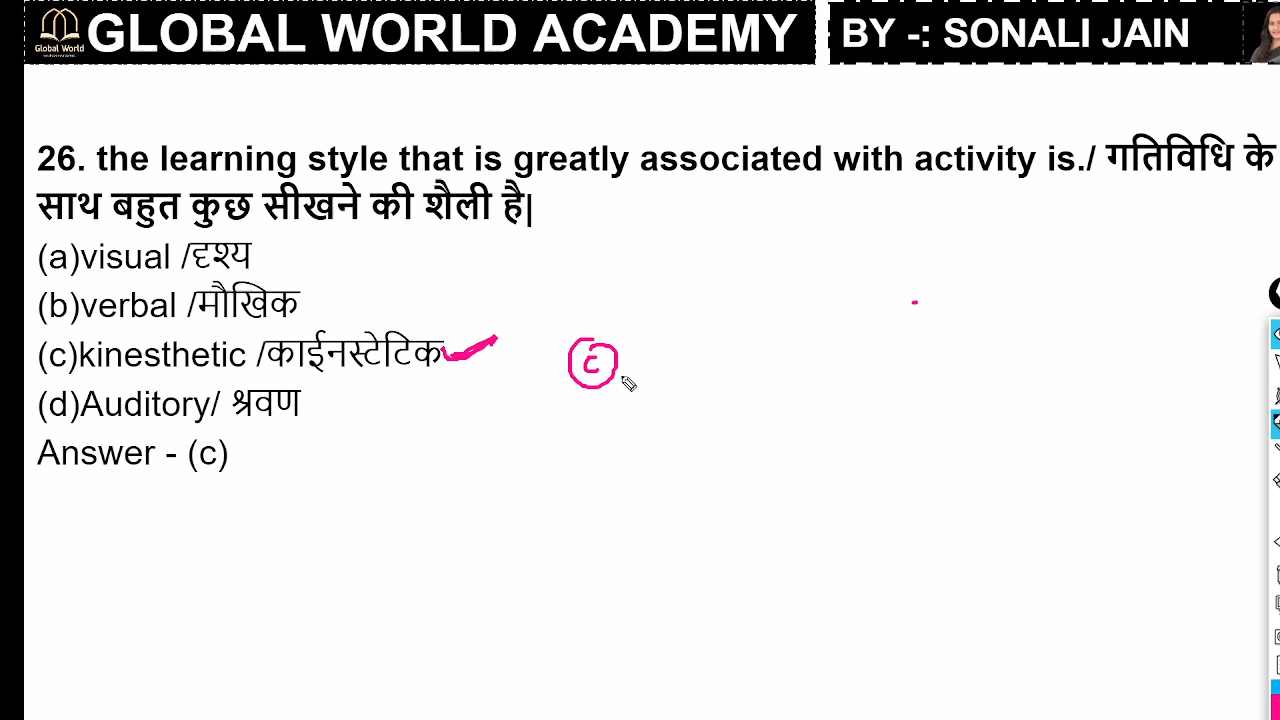 Global World
GLOBAL WORLD ACADEMY
BY -: SONALI JAIN
26. the learning style that is greatly associated with activity is./ गतिविधि के
साथ बहुत कुछ सीखने की शैली है|
(a)visual /दृश्य
(b)verbal /मौखिक
(c)kinesthetic /काईनस्टेटिक
C
(d)Auditory/ श्रवण
Answer - (c)